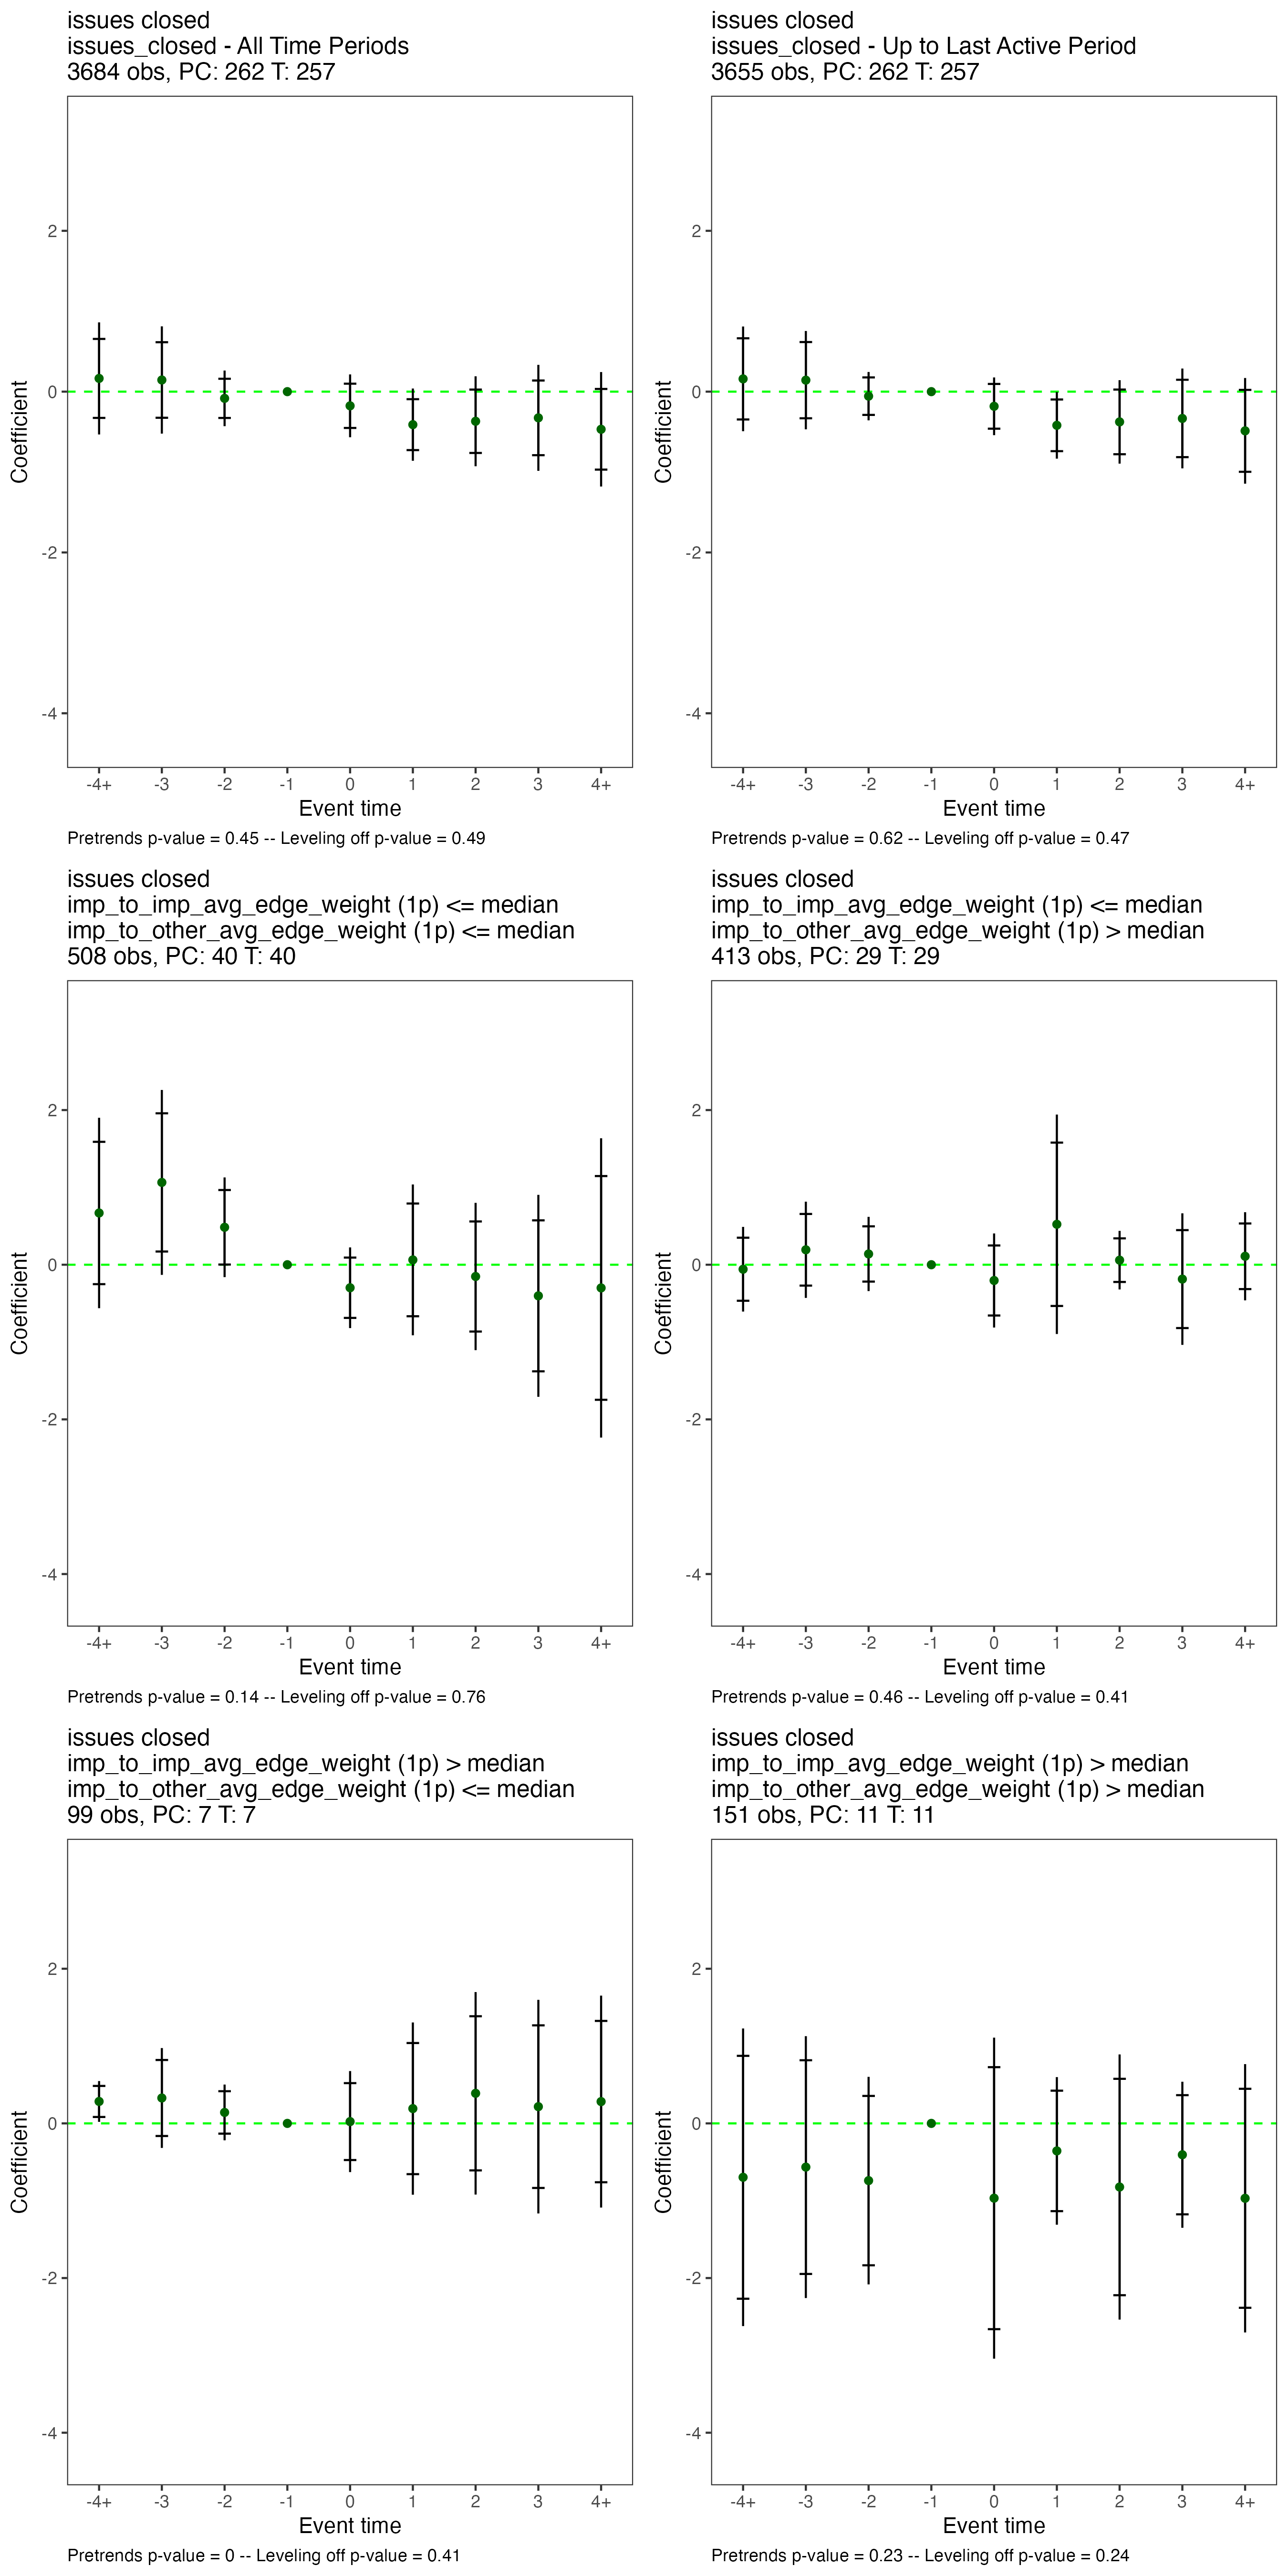 issues closed
issues_closed - All Time Periods
3684 obs, PC: 262 T: 257
Coefficient
2
0
-2
-4
-4+ -3 -2 -1 0 1 2 3 4+
Event time
Pretrends p-value = 0.45 -- Leveling off p-value = 0.49
issues closed
issues_closed - Up to Last Active Period
3655 obs, PC: 262 T: 257
Coefficient
2
0
-2
-4
-4+ -3 -2 -1 0 1 2 3 4+
Event time
Pretrends p-value = 0.62 -- Leveling off p-value = 0.47
issues closed
imp_to_imp_avg_edge_weight (1p) <= median
imp_to_other_avg_edge_weight (1p) <= median
508 obs, PC: 40 T: 40
Coefficient
2
0
-2
-4
-4+ -3 -2 -1 0 1 2 3 4+
Event time
Pretrends p-value = 0.14 -- Leveling off p-value = 0.76
issues closed
imp_to_imp_avg_edge_weight (1p) <= median
imp_to_other_avg_edge_weight (1p) > median
413 obs, PC: 29 T: 29
Coefficient
2
0
-2
-4
-4+ -3 -2 -1 0 1 2 3 4+
Event time
Pretrends p-value = 0.46 -- Leveling off p-value = 0.41
issues closed
imp_to_imp_avg_edge_weight (1p) > median
imp_to_other_avg_edge_weight (1p) <= median
99 obs, PC: 7 T: 7
Coefficient
2
0
-2
-4
-4+ -3 -2 -1 0 1 2 3 4+
Event time
Pretrends p-value = 0 -- Leveling off p-value = 0.41
issues closed
imp_to_imp_avg_edge_weight (1p) > median
imp_to_other_avg_edge_weight (1p) > median
151 obs, PC: 11 T: 11
Coefficient
2
0
-2
-4
-4+ -3 -2 -1 0 1 2 3 4+
Event time
Pretrends p-value = 0.23 -- Leveling off p-value = 0.24